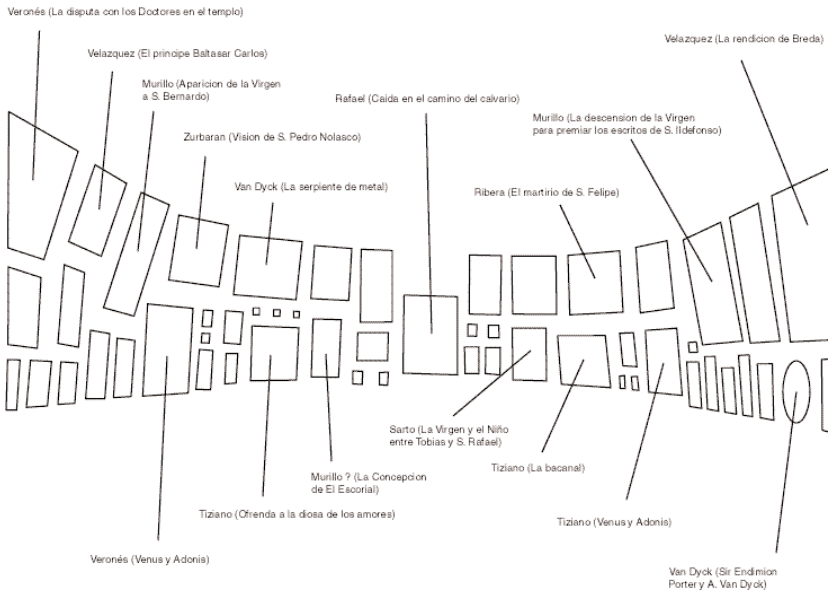 Veronés (La disputa con los Doctores en el templo)
Velazquez (El principe Baltasar Carlos)
Murillo (Aparicion de la Virgen
a S. Bernardo)
Zurbaran (Vision de S. Pedro Nolasco)
Van Dyck (La serpiente de metal)
Rafael (Caida en el camino del calvario)
Velazquez (La rendicion de Breda)
Murillo (La descension de la Virgen
para premiar los escritos de S. Ildefonso)
Ribera (El martirio de S. Felipe)
Sarto (La Virgen y el Niño
entre Tobias y S. Rafael)
Murillo ? (La Concepcion
de El Escorial)
Tiziano (La bacanal)
Tiziano (Ofrenda a la diosa de los amores)
Tiziano (Venus y Adonis)
Veronés (Venus y Adonis)
Van Dyck (Sir Endimion
Porter y A. Van Dyck)